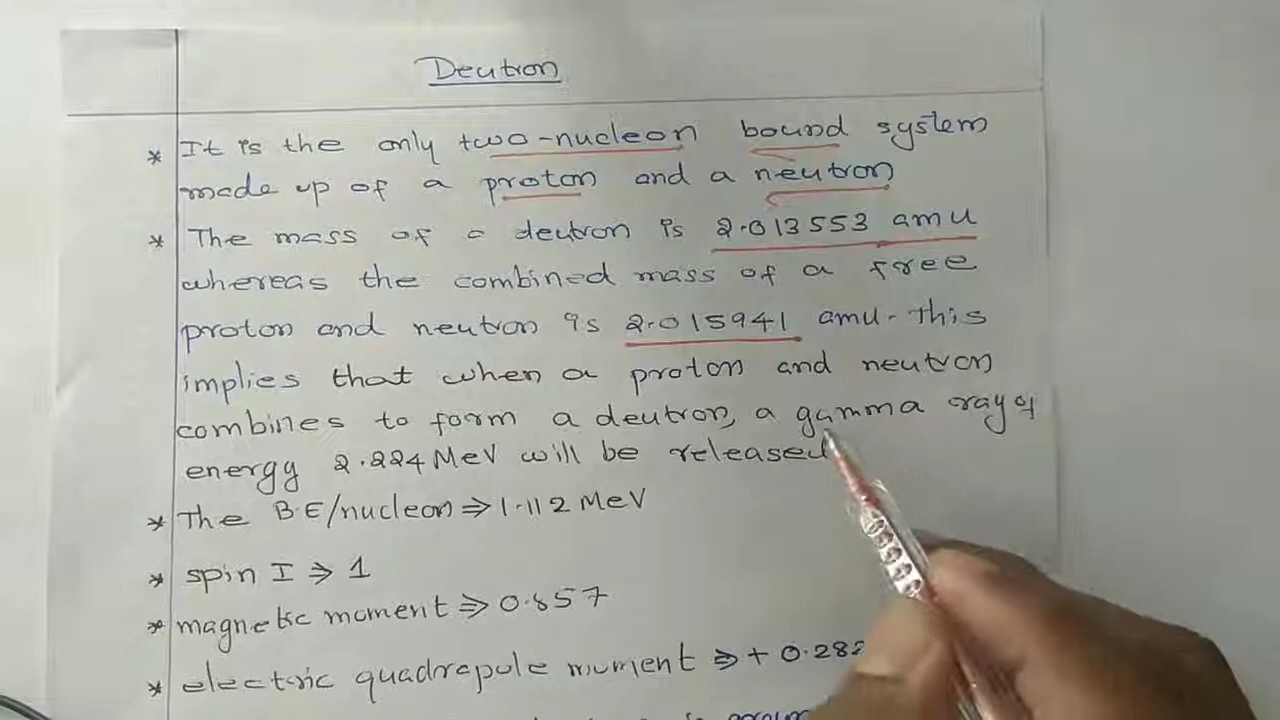 Deutron
* It is the only two-nucleon bound system
made up of a proton and a neutron
* The mass of a deutron is 2.013553 amu
whereas the combined mass of a free
proton and neutron is 2.015941 amu. This
implies that when a proton and neutron
combines to form a deutron, a gamma ray of
energy 2.224 MeV will be released
* The B.E/nucleon ⇒ 1.112 MeV
* spin I ⇒ 1
* magnetic moment ⇒ 0.857
* electric quadrapole mument ⇒ + 0.282
is